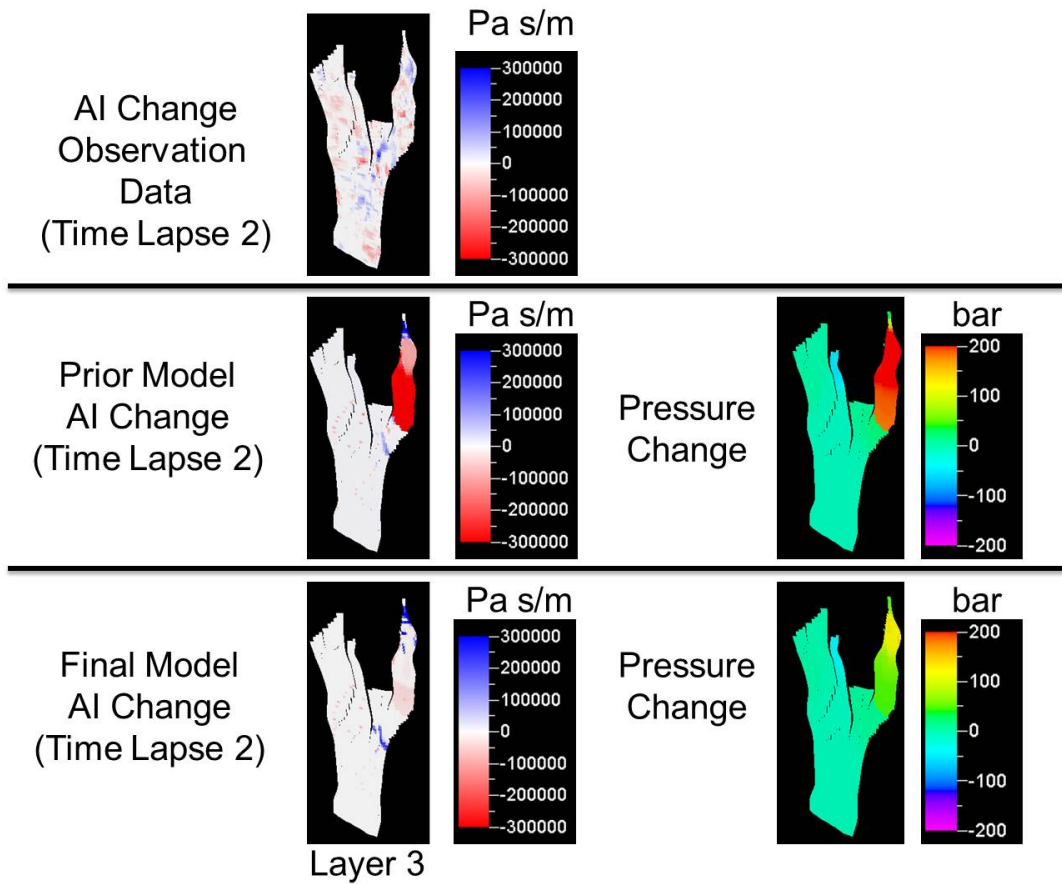 Pa s/m
AI Change
Observation
Data
(Time Lapse 2)
300000
200000
100000
0
-100000
-200000
-300000
Pa s/m
bar
Prior Model
AI Change
(Time Lapse 2)
300000
200000
100000
0
-100000
-200000
-300000
Pressure
Change
200
100
0
-100
-200
Pa s/m
bar
Final Model
AI Change
(Time Lapse 2)
300000
200000
100000
0
-100000
-200000
-300000
Pressure
Change
200
100
0
-100
-200
Layer 3